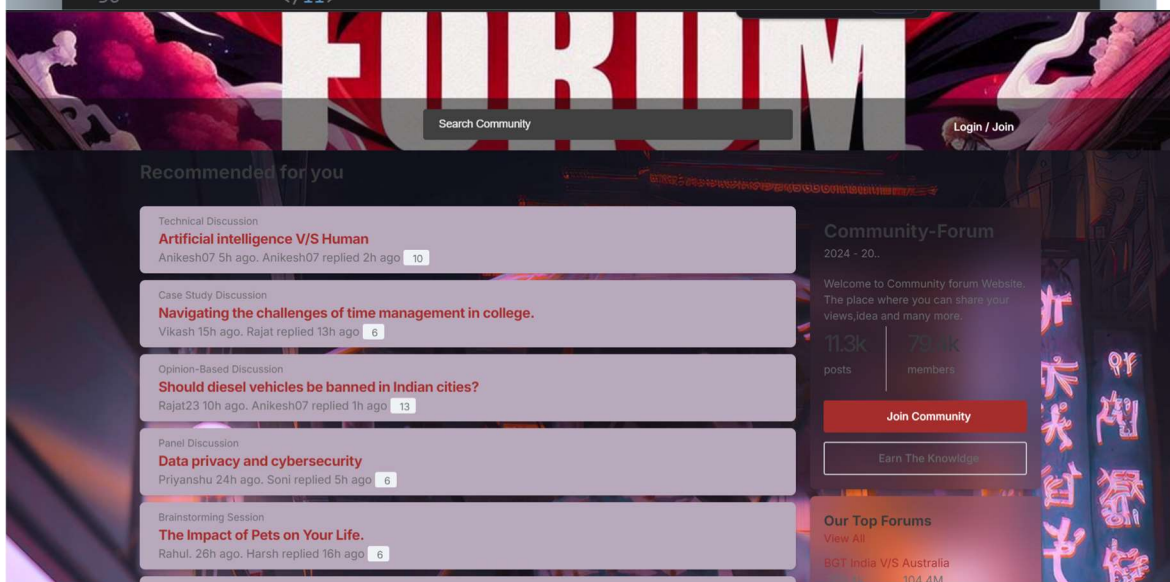 FORUM
Search Community
Login / Join
Recommended for you
Technical Discussion
Artificial intelligence V/S Human
Anikesh07 5h ago. Anikesh07 replied 2h ago 10
Case Study Discussion
Navigating the challenges of time management in college.
Vikash 15h ago. Rajat replied 13h ago 6
Opinion-Based Discussion
Should diesel vehicles be banned in Indian cities?
Rajat23 10h ago. Anikesh07 replied 1h ago 13
Panel Discussion
Data privacy and cybersecurity
Priyanshu 24h ago. Soni replied 5h ago 6
Brainstorming Session
The Impact of Pets on Your Life.
Rahul. 26h ago. Harsh replied 16h ago 6
Community-Forum
2024 - 20..
Welcome to Community forum Website.
The place where you can share your
views,idea and many more.
11.3k
posts
members
Join Community
Earn The Knowldge
Our Top Forums
View All
BGT India V/S Australia
104.4M